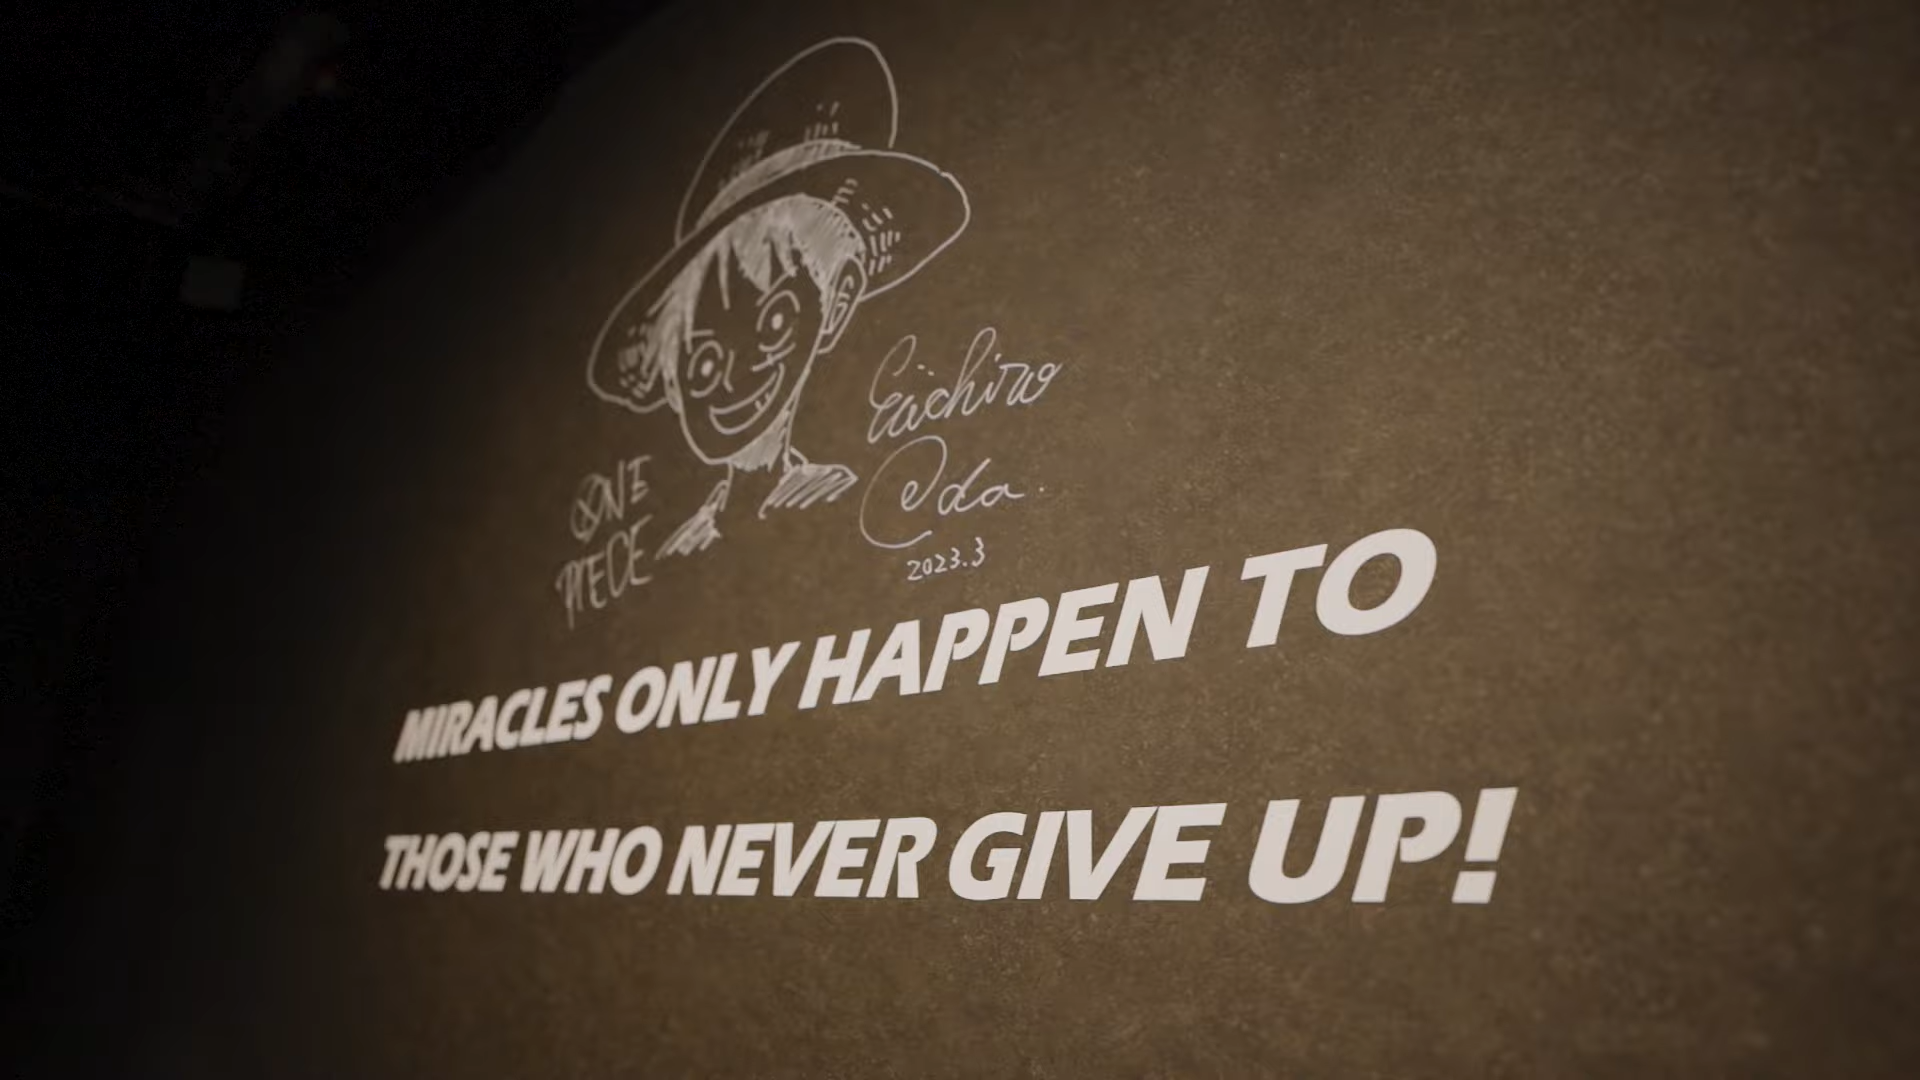 ONE
PIECE
Eiichiro
Oda
2023.3
MIRACLES ONLY HAPPEN TO
THOSE WHO NEVER GIVE UP!